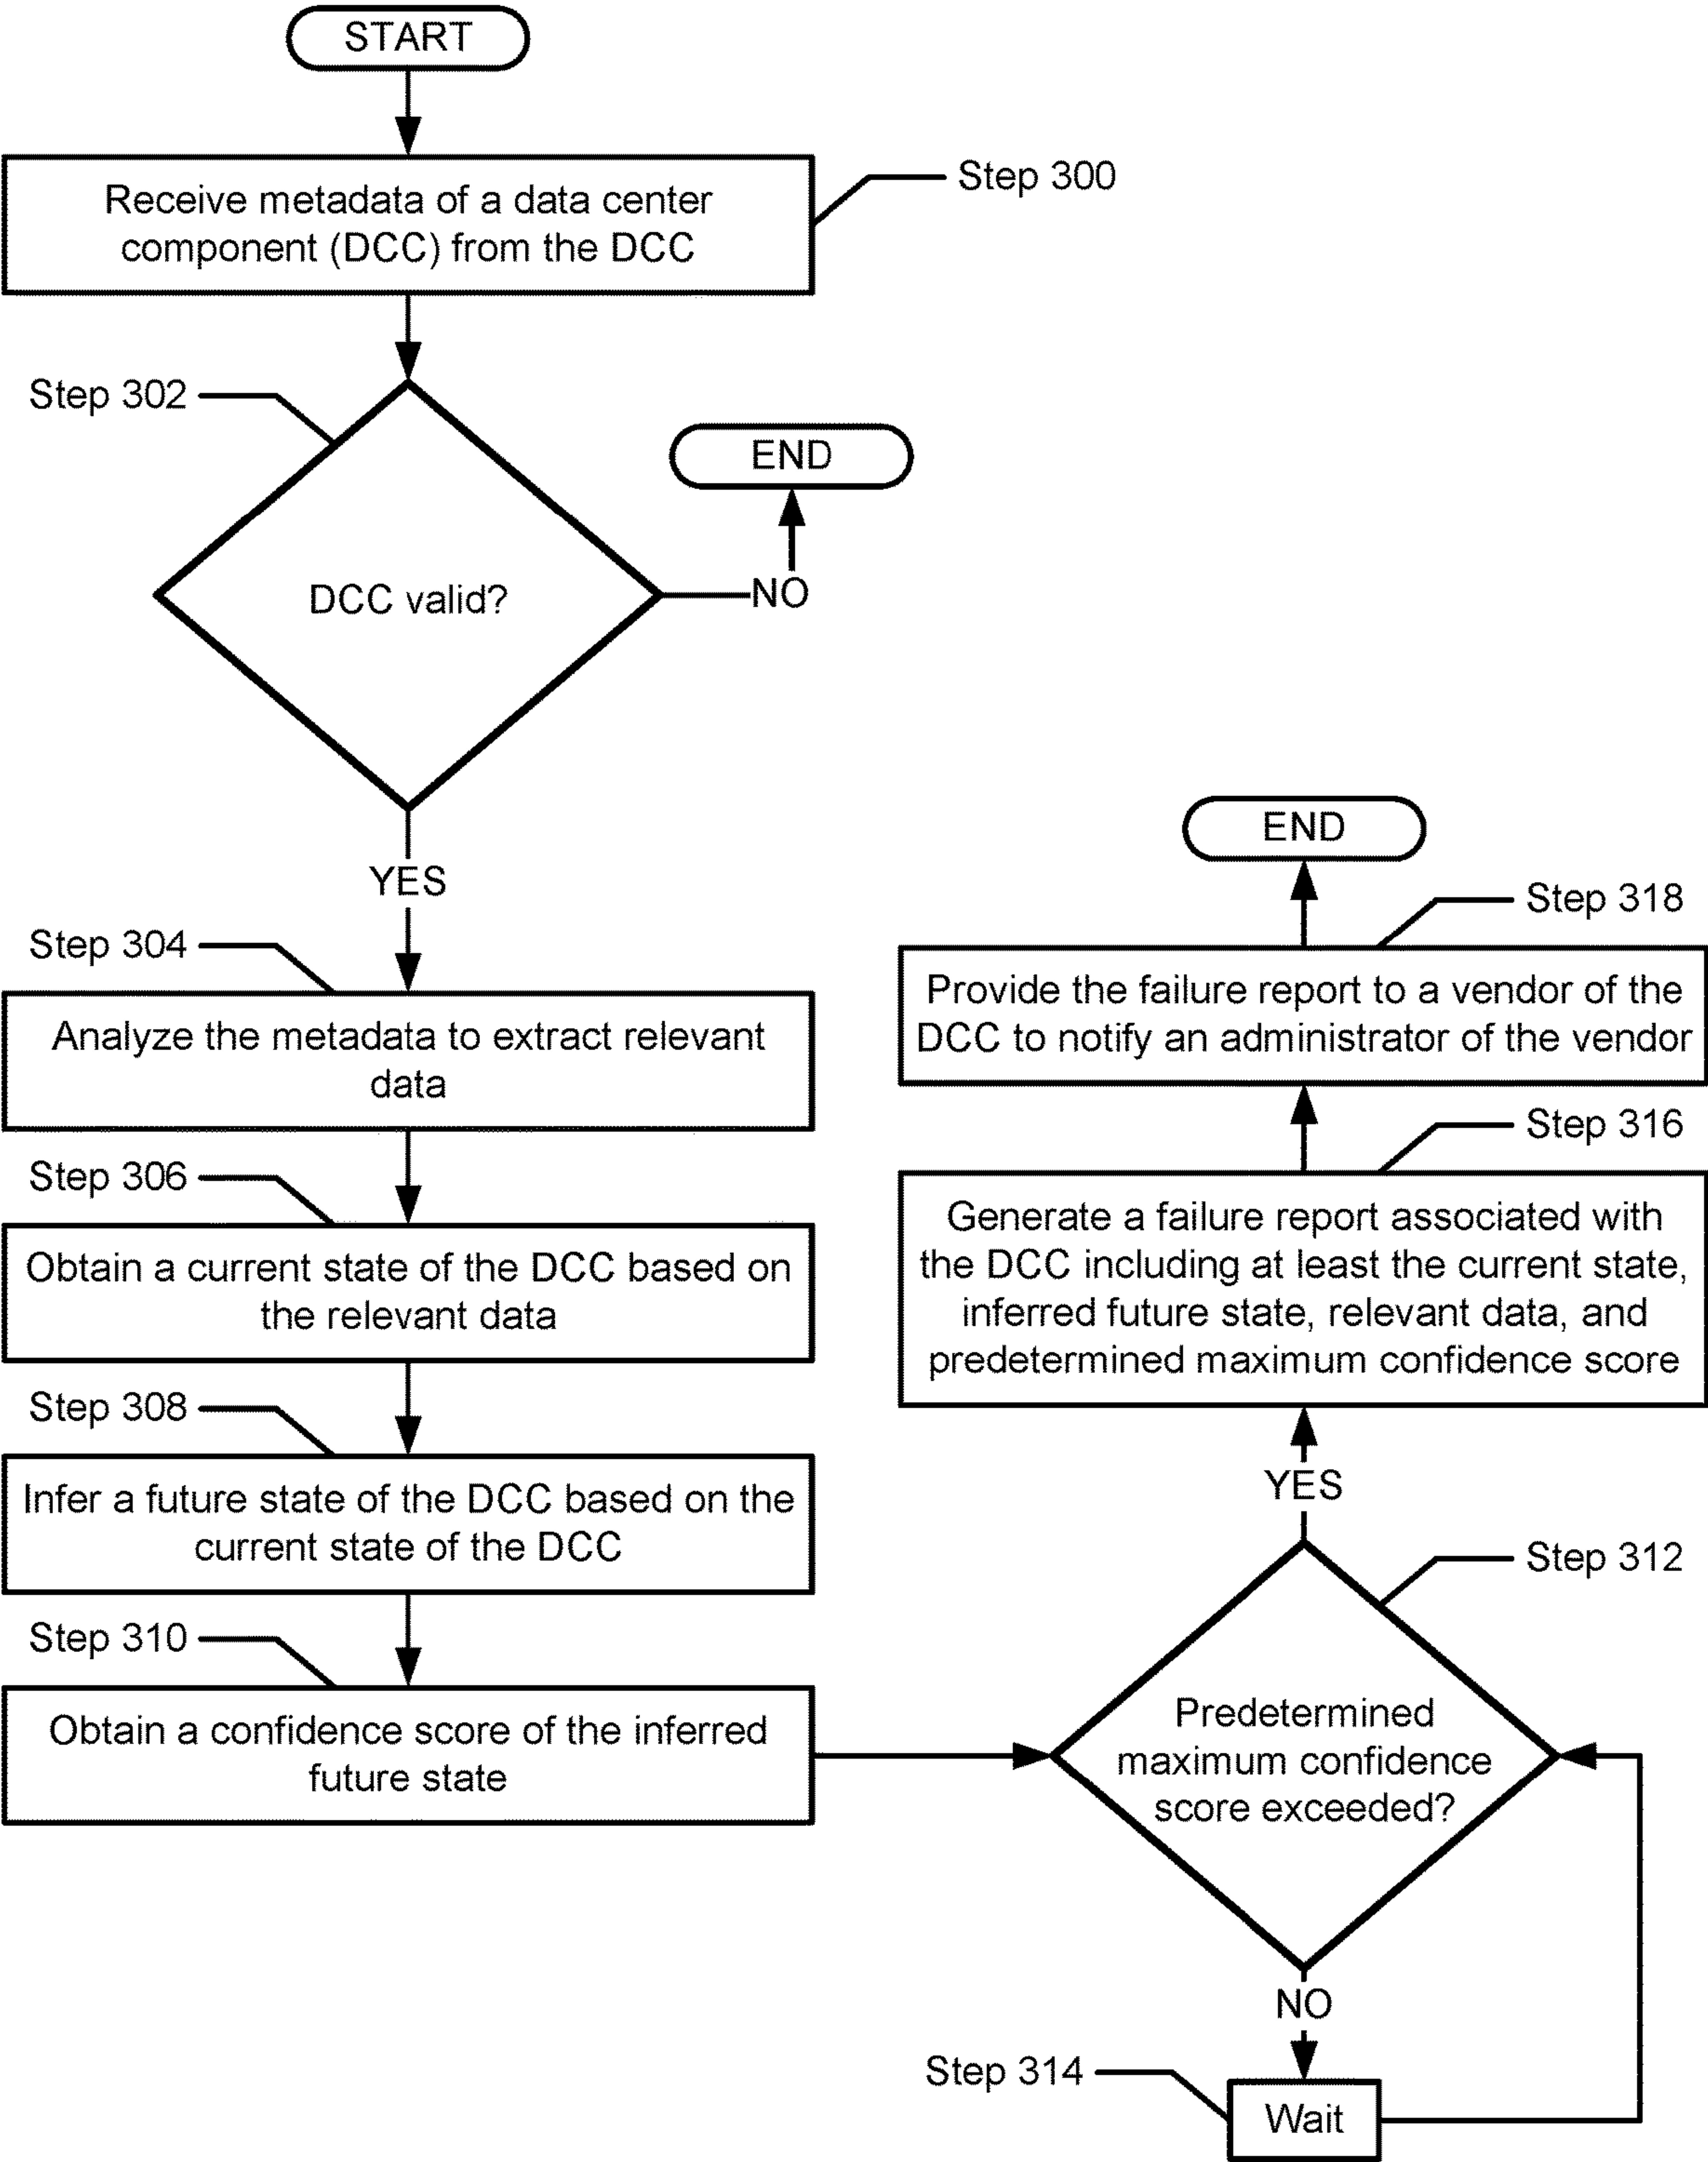 START
Receive metadata of a data center
component (DCC) from the DCC
Step 300
Step 302
DCC valid?
NO
END
YES
Step 304
Analyze the metadata to extract relevant
data
Step 306
Obtain a current state of the DCC based on
the relevant data
Step 308
Infer a future state of the DCC based on the
current state of the DCC
Step 310
Obtain a confidence score of the inferred
future state
Step 312
Predetermined
maximum confidence
score exceeded?
NO
Step 314
Wait
YES
Step 316
Generate a failure report associated with
the DCC including at least the current state,
inferred future state, relevant data, and
predetermined maximum confidence score
Step 318
Provide the failure report to a vendor of the
DCC to notify an administrator of the vendor
END